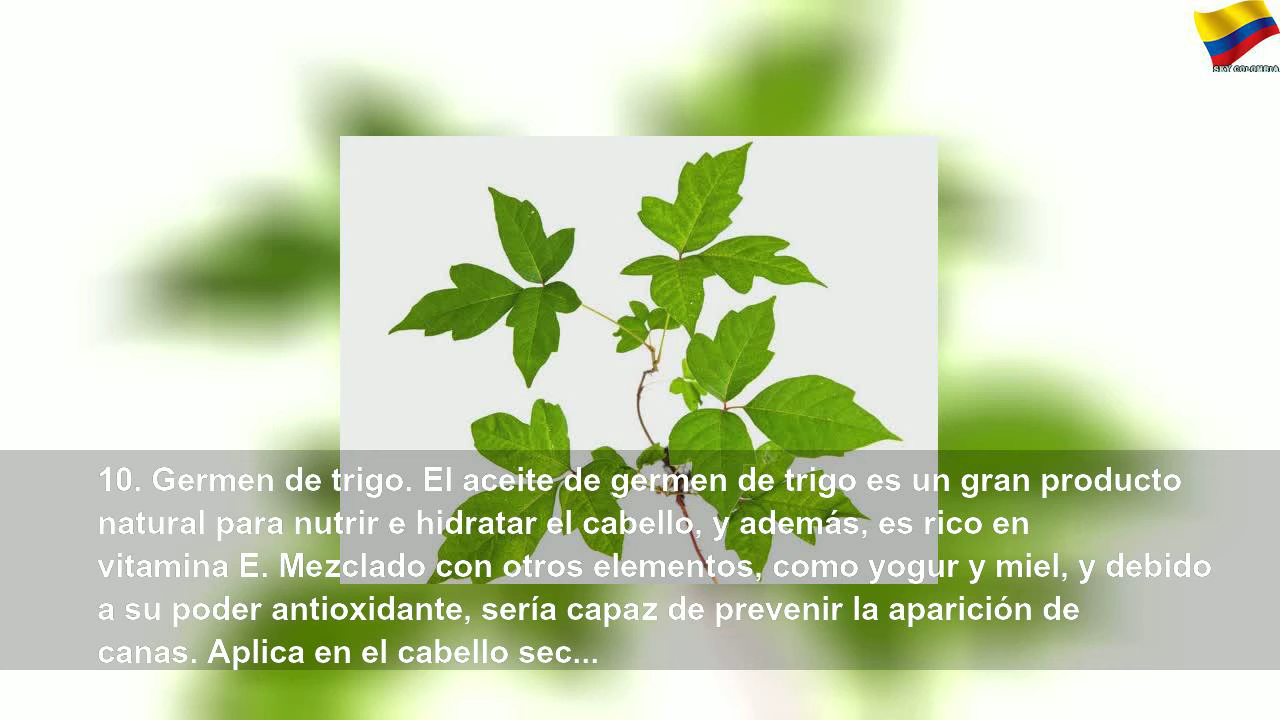 SKY COLOMBIA
10. Germen de trigo. El aceite de germen de trigo es un gran producto
natural para nutrir e hidratar el cabello, y además, es rico en
vitamina E. Mezclado con otros elementos, como yogur y miel, y debido
a su poder antioxidante, sería capaz de prevenir la aparición de
canas. Aplica en el cabello sec...